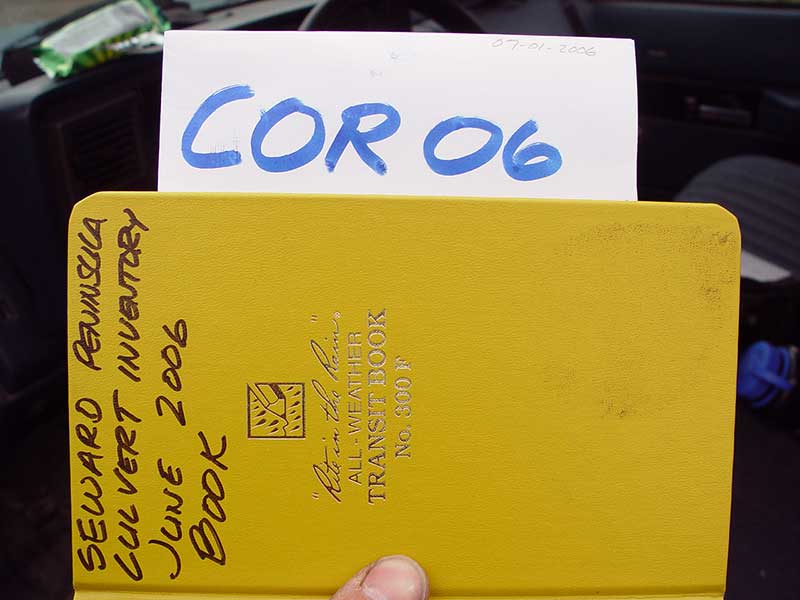 07-01-2006
COR 06
SEWARD PENINSULA
CULVERT INVENTORY
JUNE 2006
BOOK
"Rite in the Rain"®
ALL-WEATHER
TRANSIT BOOK
No. 300 F